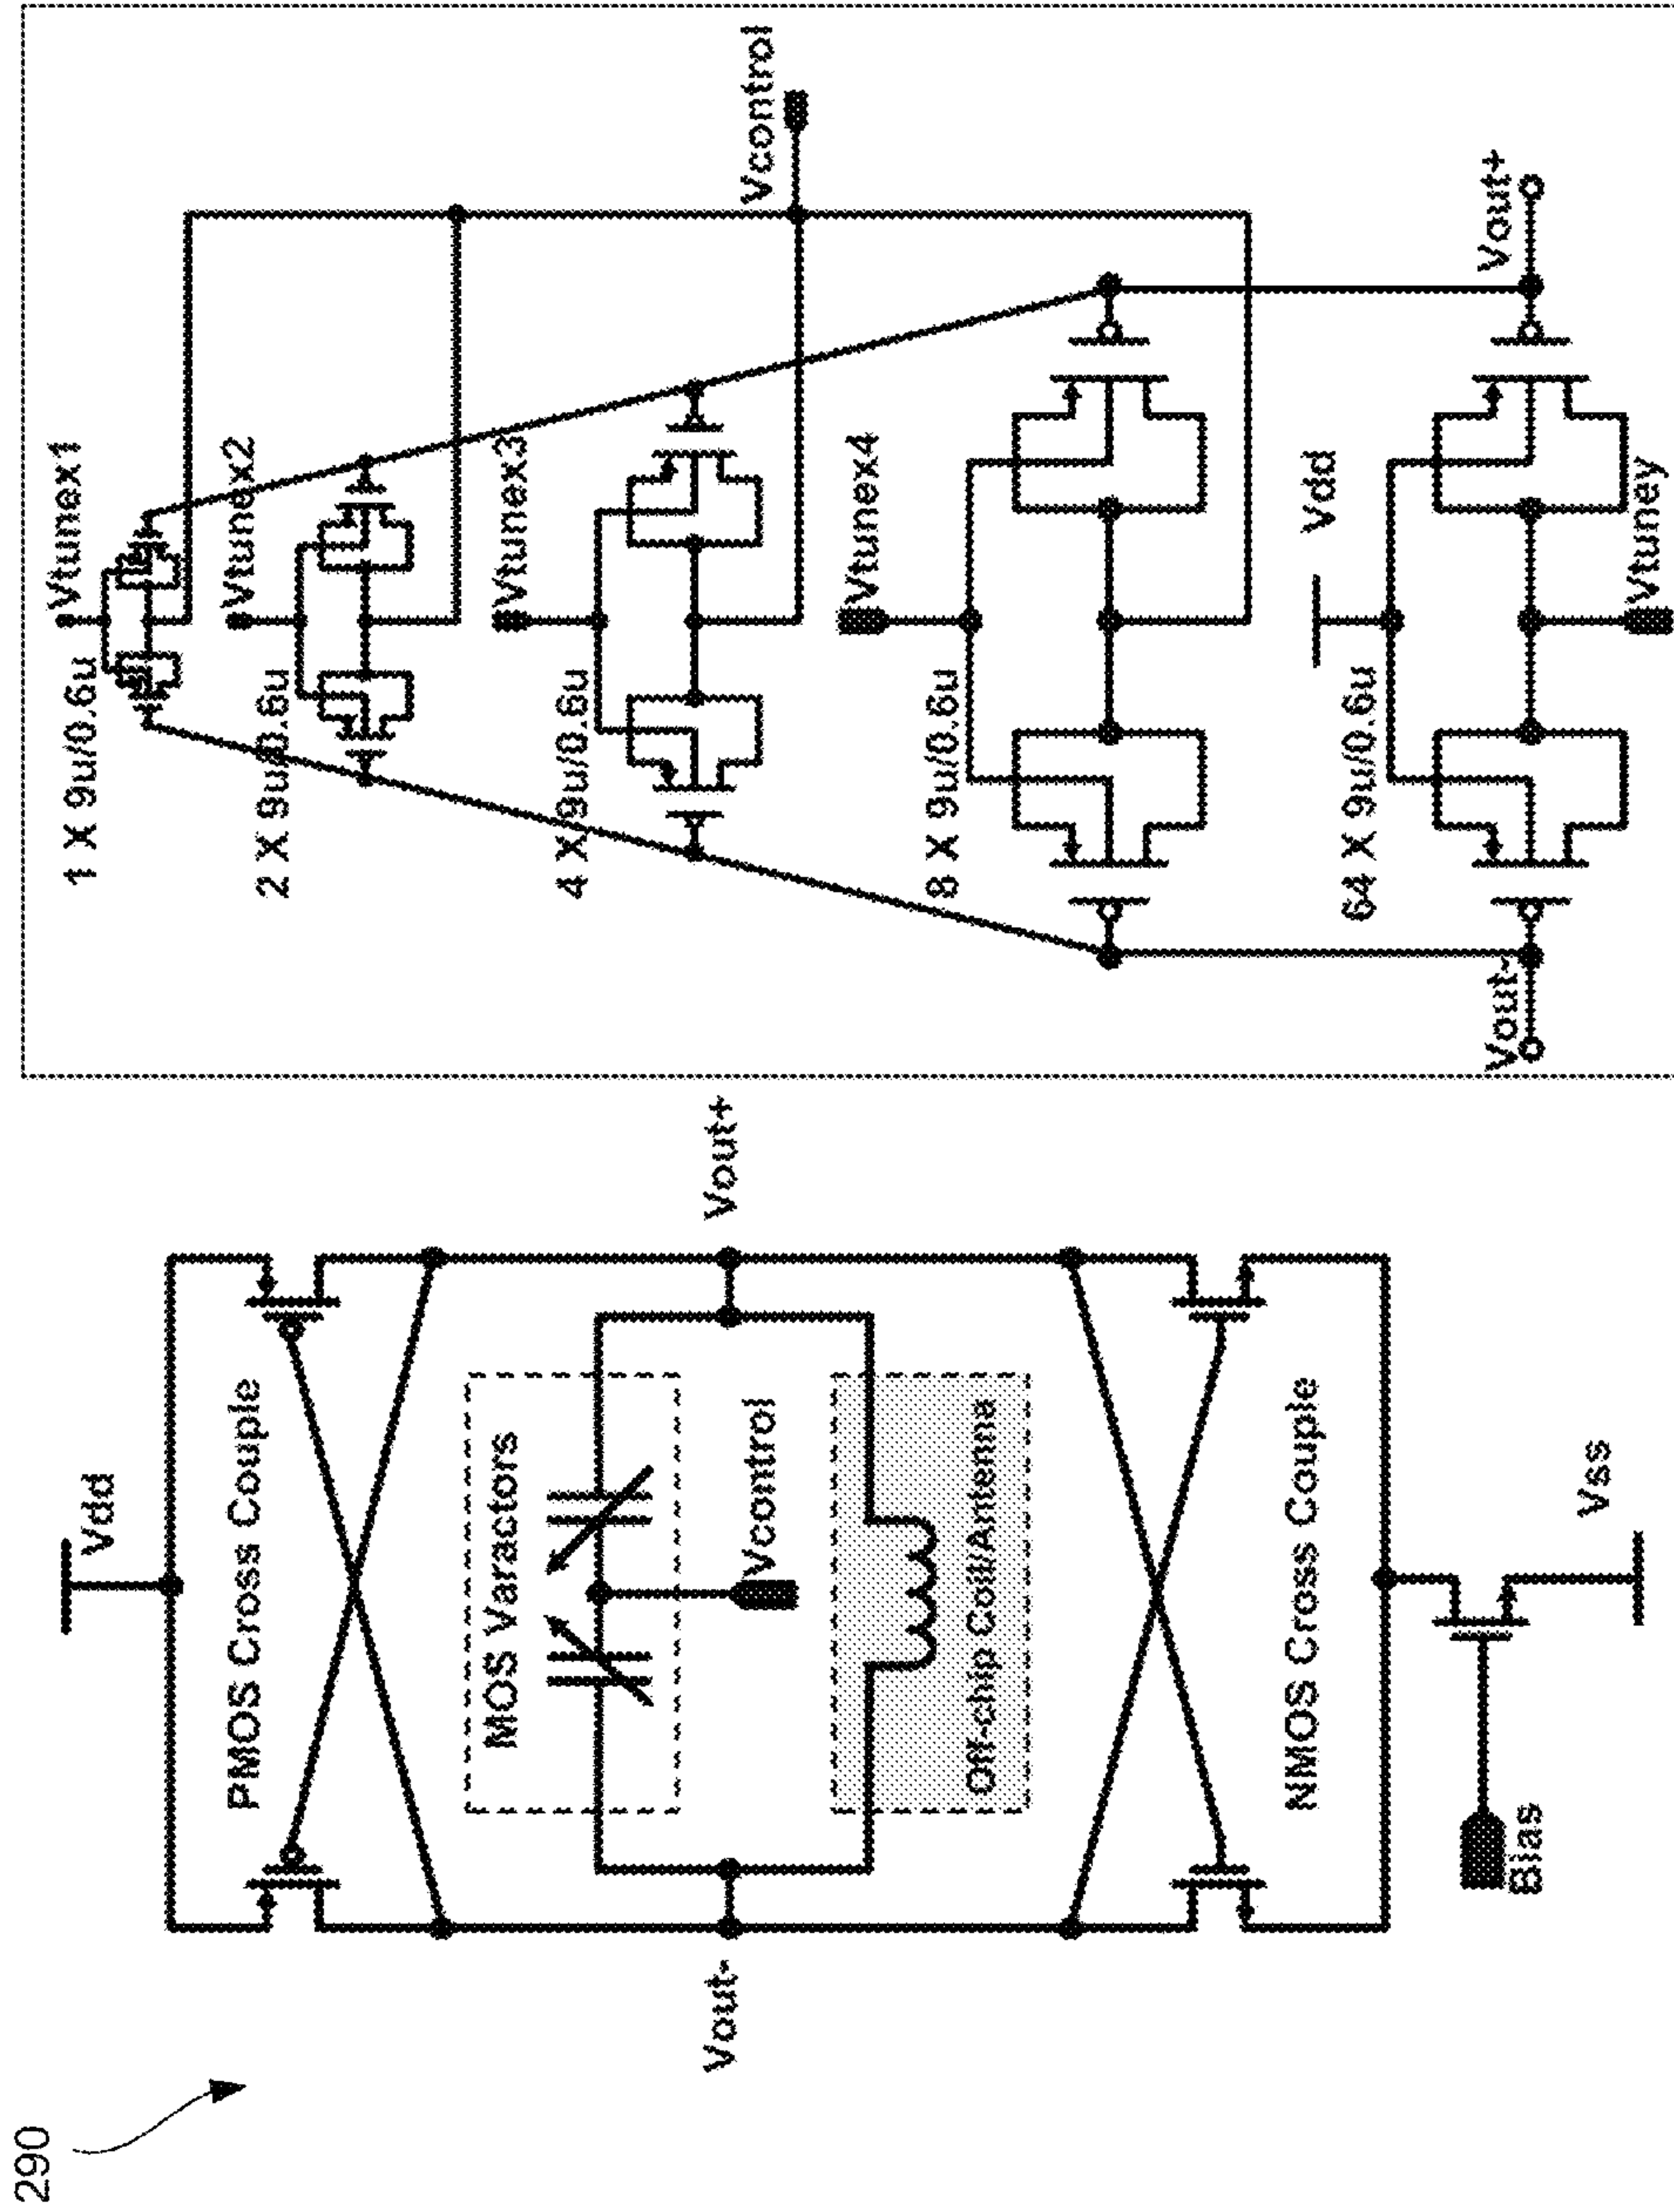 290
Vdd
PMOS Cross Couple
MOS Varactors
Vcontrol
Vout-
Vout+
Off-chip Coil/Antenna
NMOS Cross Couple
Bias
Vss
1 X 9u/0.6u
Vtunex1
2 X 9u/0.6u
Vtunex2
4 X 9u/0.6u
Vtunex3
Vcontrol
8 X 9u/0.6u
Vtunex4
64 X 9u/0.6u
Vdd
Vout-
Vout+
Vtuney